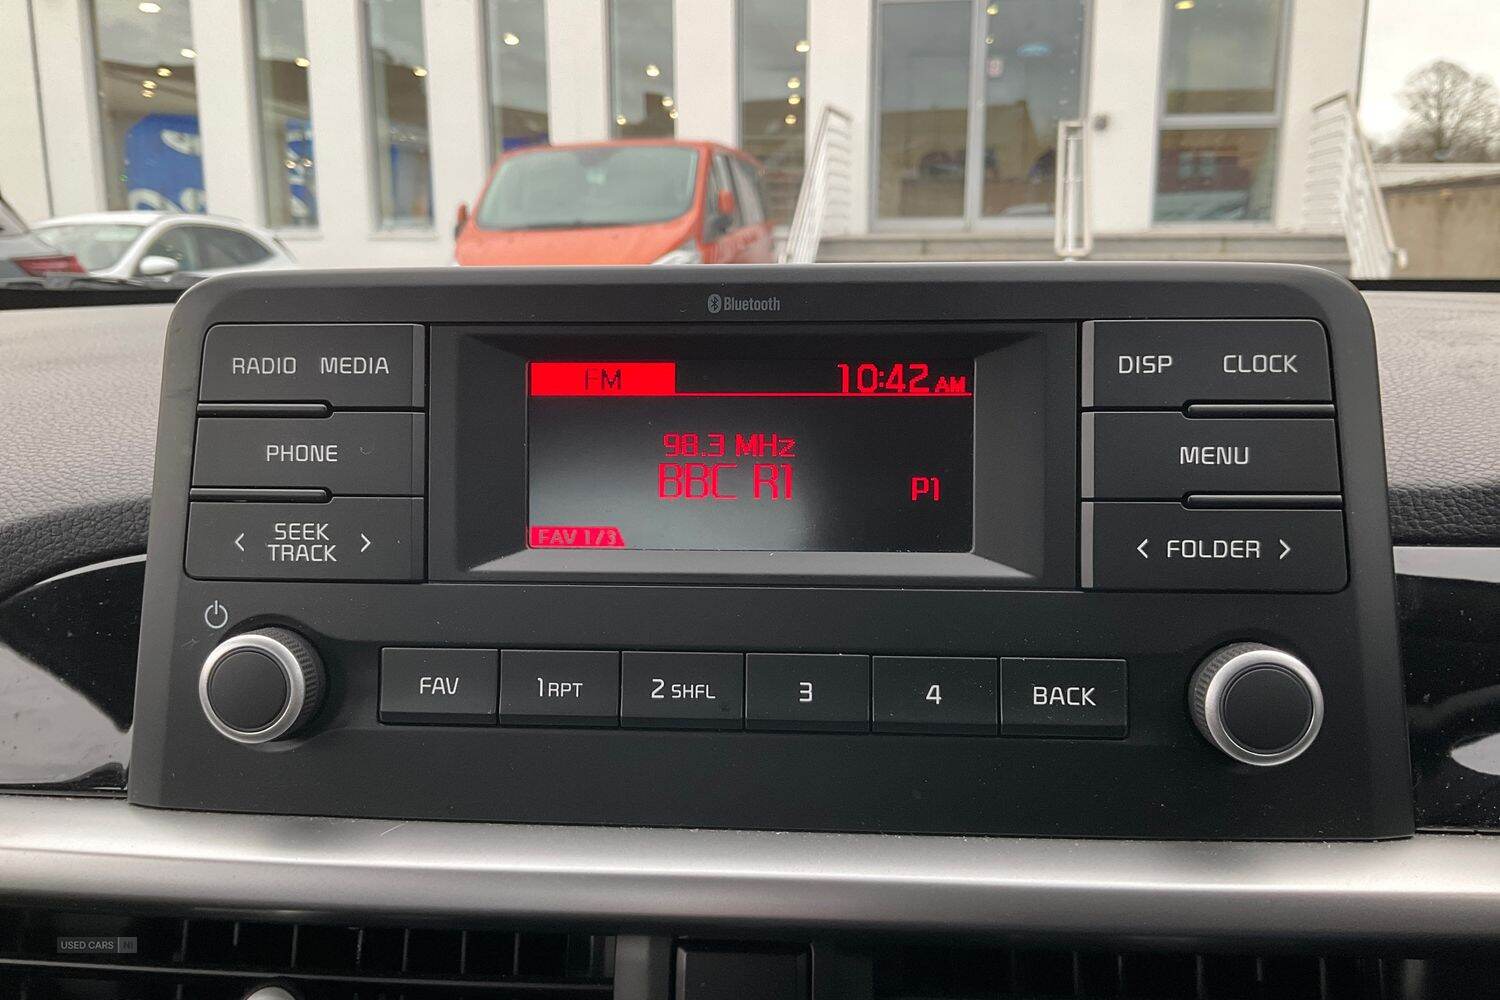 Bluetooth
RADIO MEDIA
PHONE
< SEEK TRACK >
FM 10:42 AM
98.3 MHz
BBC R1 P1
FAV 1/3
DISP CLOCK
MENU
< FOLDER >
FAV 1 RPT 2 SHFL 3 4 BACK
USED CARS NI